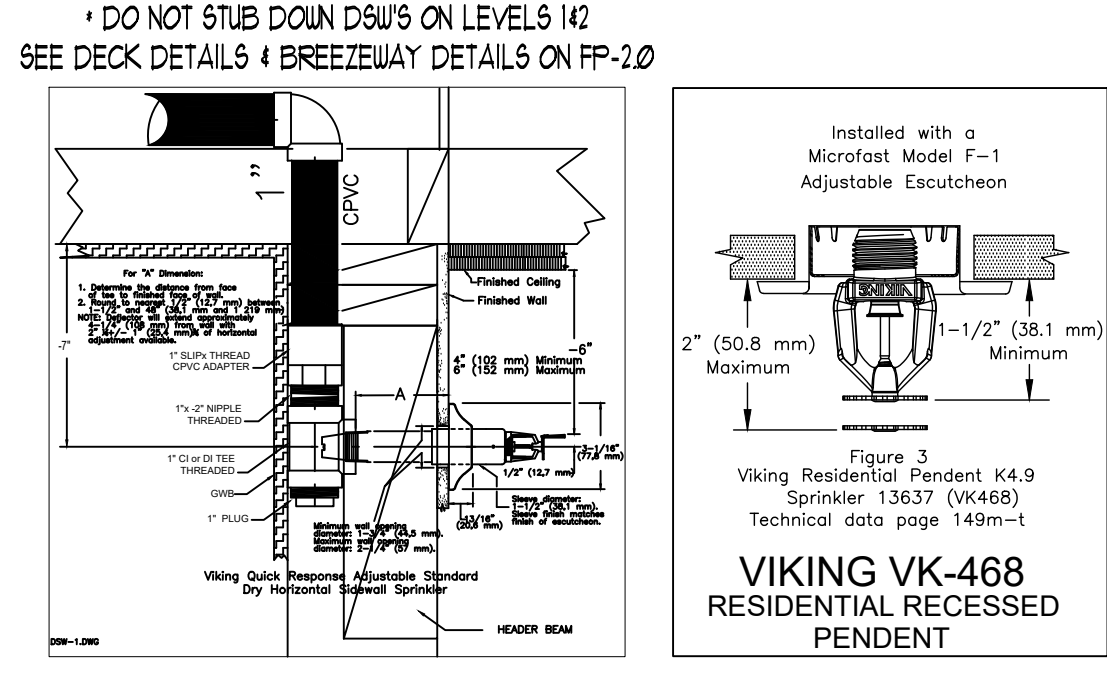 * DO NOT STUB DOWN DSW'S ON LEVELS 1&2
SEE DECK DETAILS & BREEZEWAY DETAILS ON FP-2.0
1"
CPVC
For "A" Dimension:
1. Determine the distance from face
of tee to finished face of wall.
2. Round to nearest 1/2" (12,7 mm) between
1-1/2" and 48" (38,1 mm and 1 219 mm)
NOTE: Deflector will extend approximately
4-1/4" (108 mm) from wall with
2" ¾+/- 1" (25,4 mm)¾ of horizontal
adjustment available.
-7"
1" SLIPx THREAD
CPVC ADAPTER
1"x -2" NIPPLE
THREADED
1" CI or DI TEE
THREADED
GWB
1" PLUG
Finished Ceiling
Finished Wall
-6"
4" (102 mm) Minimum
6" (152 mm) Maximum
A
3-1/16"
(77,8 mm)
1/2" (12,7 mm)
Sleeve diameter:
1-1/2" (38,1 mm).
Sleeve finish matches
finish of escutcheon.
13/16"
(20,6 mm)
Minimum wall opening
diameter: 1-3/4" (44,5 mm).
Maximum wall opening
diameter: 2-1/4" (57 mm).
Viking Quick Response Adjustable Standard
Dry Horizontal Sidewall Sprinkler
HEADER BEAM
DSW-1.DWG
Installed with a
Microfast Model F-1
Adjustable Escutcheon
VIKING
2" (50.8 mm)
Maximum
1-1/2" (38.1 mm)
Minimum
Figure 3
Viking Residential Pendent K4.9
Sprinkler 13637 (VK468)
Technical data page 149m-t
VIKING VK-468
RESIDENTIAL RECESSED
PENDENT